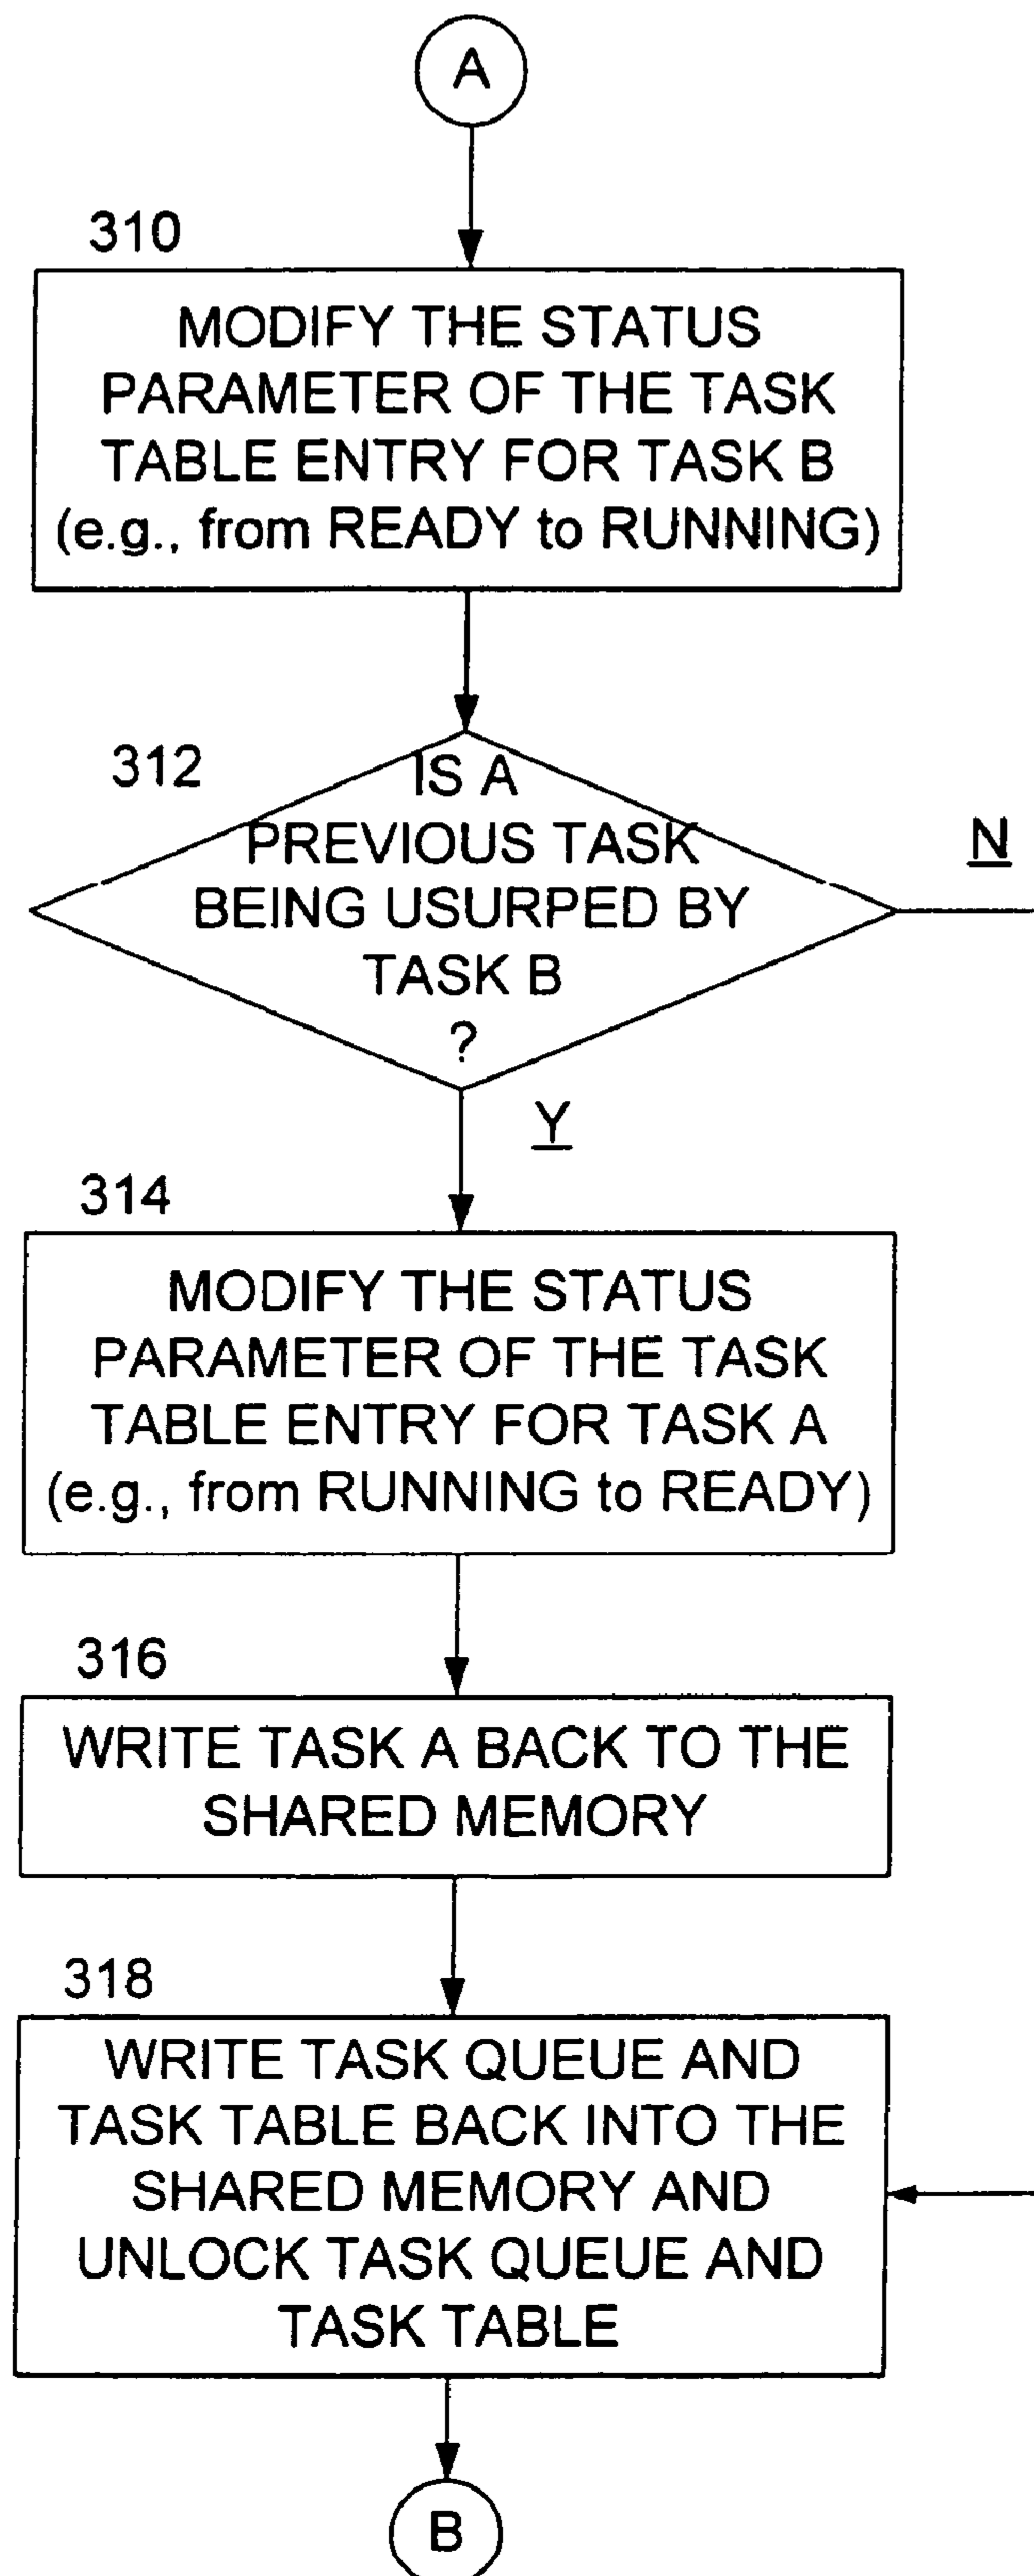 A
310
MODIFY THE STATUS
PARAMETER OF THE TASK
TABLE ENTRY FOR TASK B
(e.g., from READY to RUNNING)
312
IS A
PREVIOUS TASK
BEING USURPED BY
TASK B
?
N
Y
314
MODIFY THE STATUS
PARAMETER OF THE TASK
TABLE ENTRY FOR TASK A
(e.g., from RUNNING to READY)
316
WRITE TASK A BACK TO THE
SHARED MEMORY
318
WRITE TASK QUEUE AND
TASK TABLE BACK INTO THE
SHARED MEMORY AND
UNLOCK TASK QUEUE AND
TASK TABLE
B